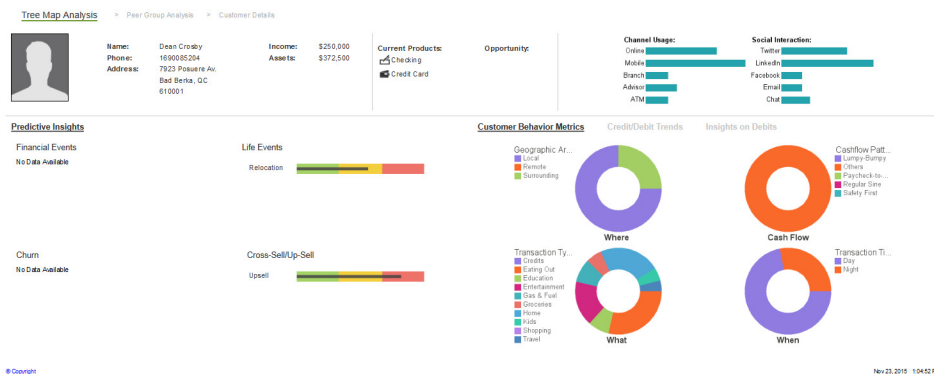 Tree Map Analysis » Peer Group Analysis » Customer Details
Name: Dean Crosby
Phone: 1690085204
Address: 7923 Posuere Av.
Bad Berka, QC
610001
Income: $250,000
Assets: $372,500
Current Products:
Checking
Credit Card
Opportunity:
Channel Usage:
Online
Mobile
Branch
Advisor
ATM
Social Interaction:
Twitter
LinkedIn
Facebook
Email
Chat
Predictive Insights
Financial Events
No Data Available
Life Events
Relocation
Churn
No Data Available
Cross-Sell/Up-Sell
Upsell
Customer Behavior Metrics Credit/Debit Trends Insights on Debits
Geographic Ar...
Local
Remote
Surrounding
Where
Cashflow Patt...
Lumpy-Bumpy
Others
Paycheck-to-...
Regular Sine
Safety First
Cash Flow
Transaction Ty...
Credits
Eating Out
Education
Entertainment
Gas & Fuel
Groceries
Home
Kids
Shopping
Travel
What
Transaction Ti...
Day
Night
When
© Copyright
Nov 23, 2015 1:04:52